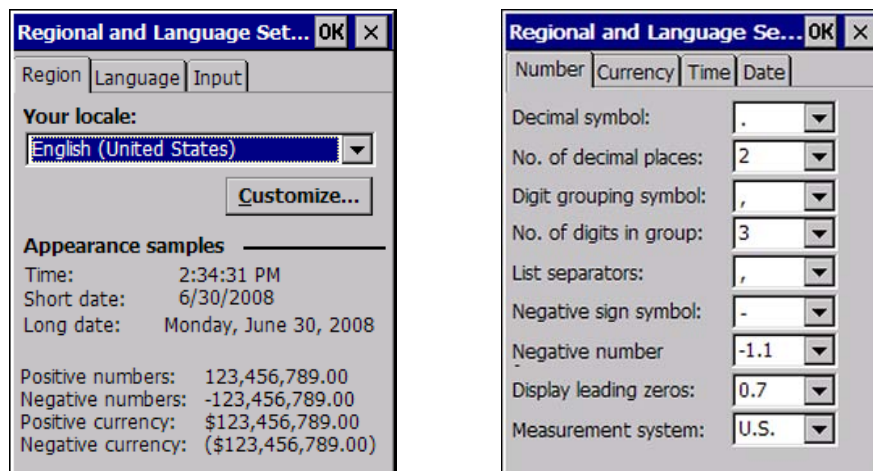 Regional and Language Set... OK ×
Region Language Input
Your locale:
English (United States)
Customize...
Appearance samples
Time: 2:34:31 PM
Short date: 6/30/2008
Long date: Monday, June 30, 2008
Positive numbers: 123,456,789.00
Negative numbers: -123,456,789.00
Positive currency: $123,456,789.00
Negative currency: ($123,456,789.00)
Regional and Language Se... OK ×
Number Currency Time Date
Decimal symbol: .
No. of decimal places: 2
Digit grouping symbol: ,
No. of digits in group: 3
List separators: ,
Negative sign symbol: -
Negative number -1.1
Display leading zeros: 0.7
Measurement system: U.S.